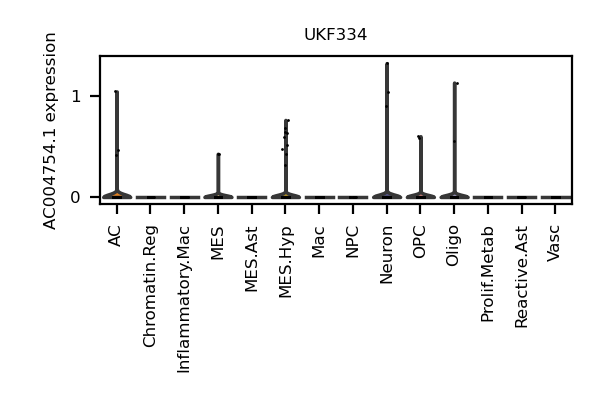 UKF334
AC004754.1 expression
1
0
AC
Chromatin.Reg
Inflammatory.Mac
MES
MES.Ast
MES.Hyp
Mac
NPC
Neuron
OPC
Oligo
Prolif.Metab
Reactive.Ast
Vasc